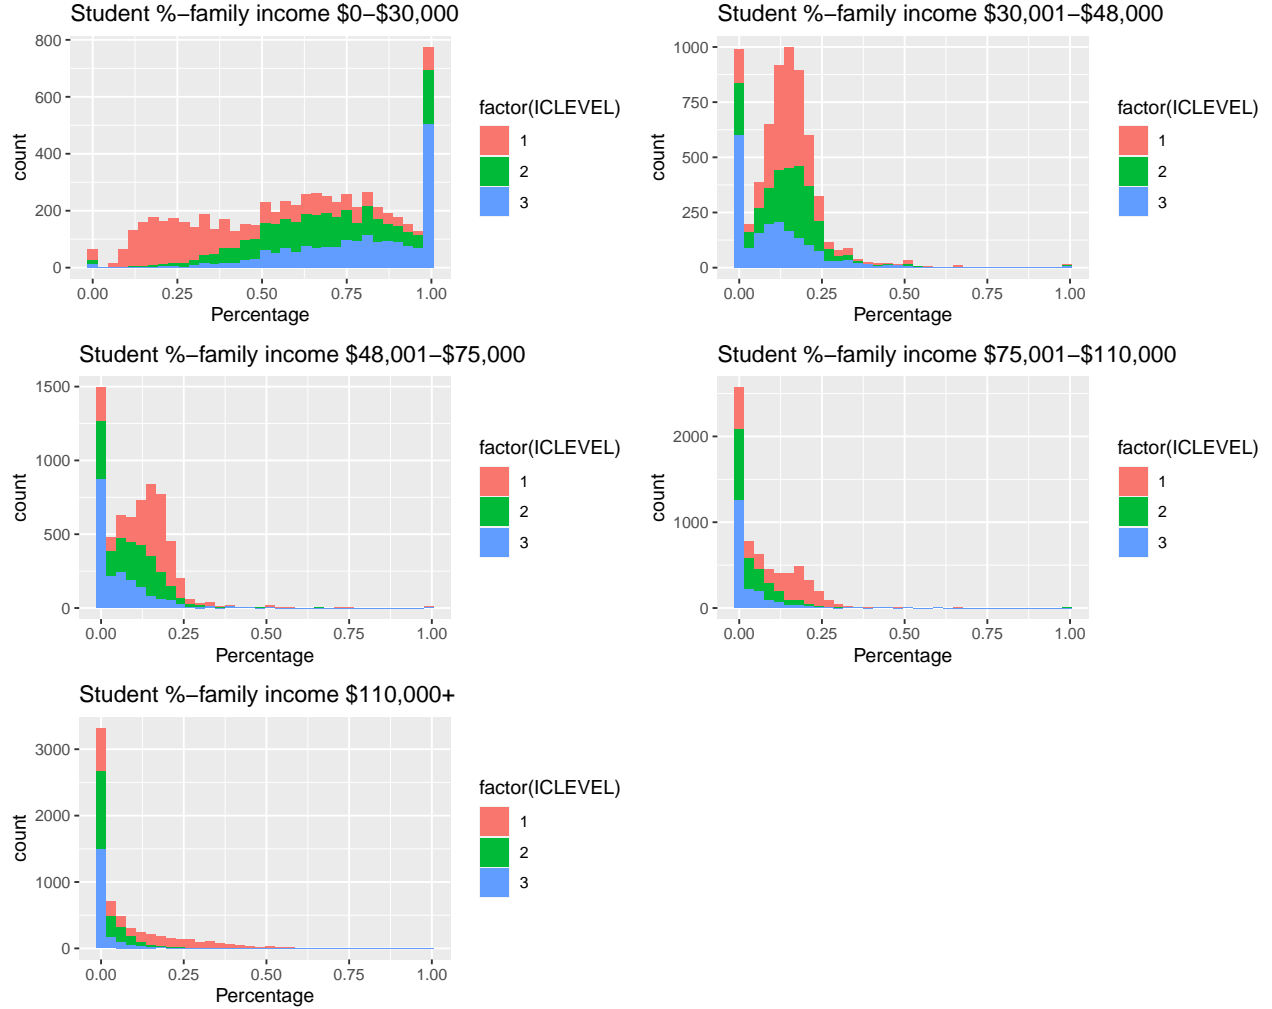 Student %−family income $0−$30,000
count
800
600
400
200
0
0.00 0.25 0.50 0.75 1.00
Percentage
factor(ICLEVEL)
1
2
3
Student %−family income $30,001−$48,000
count
1000
750
500
250
0
0.00 0.25 0.50 0.75 1.00
Percentage
factor(ICLEVEL)
1
2
3
Student %−family income $48,001−$75,000
count
1500
1000
500
0
0.00 0.25 0.50 0.75 1.00
Percentage
factor(ICLEVEL)
1
2
3
Student %−family income $75,001−$110,000
count
2000
1000
0
0.00 0.25 0.50 0.75 1.00
Percentage
factor(ICLEVEL)
1
2
3
Student %−family income $110,000+
count
3000
2000
1000
0
0.00 0.25 0.50 0.75 1.00
Percentage
factor(ICLEVEL)
1
2
3